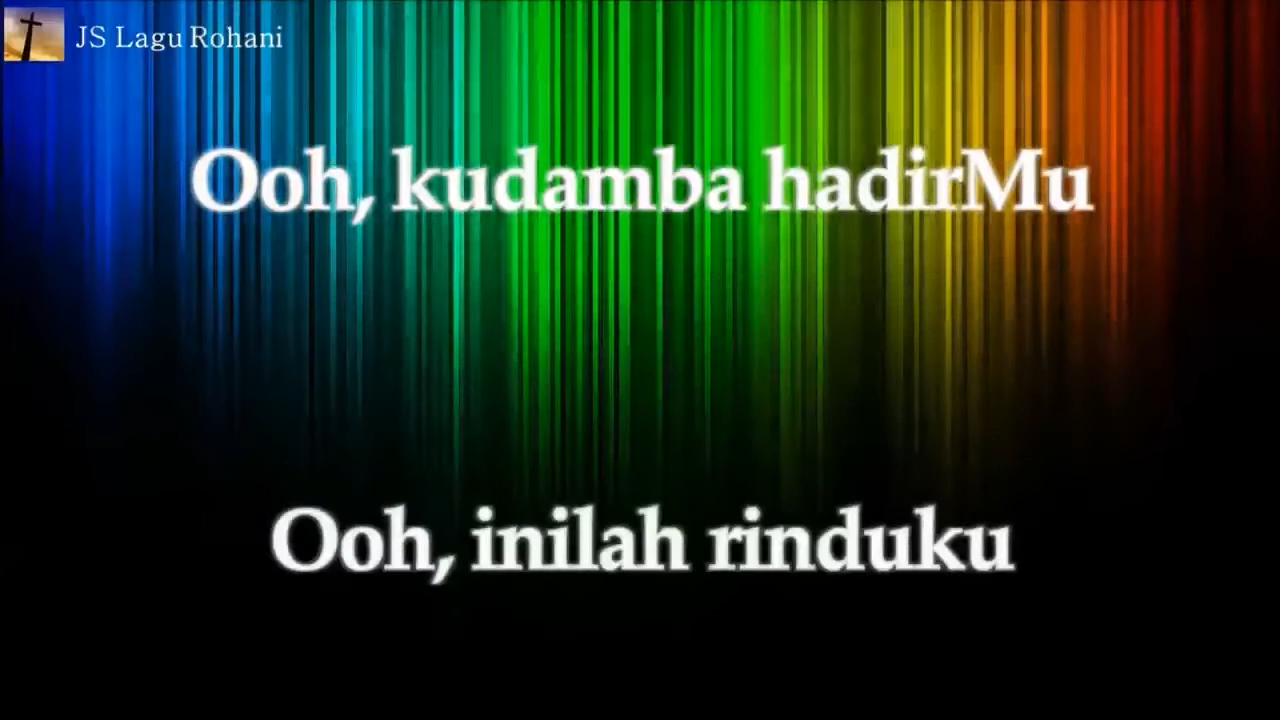 JS Lagu Rohani
Ooh, kudamba hadirMu
Ooh, inilah rinduku